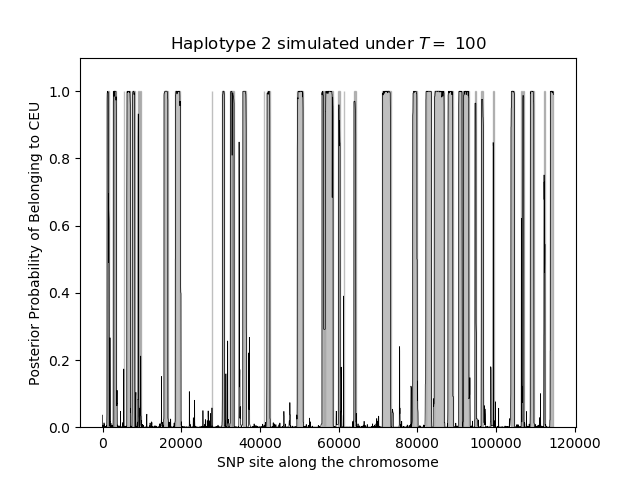 Haplotype 2 simulated under T = 100
Posterior Probability of Belonging to CEU
1.0
0.8
0.6
0.4
0.2
0.0
0 20000 40000 60000 80000 100000 120000
SNP site along the chromosome